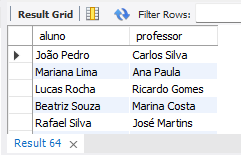 Result Grid Filter Rows:
aluno professor
João Pedro Carlos Silva
Mariana Lima Ana Paula
Lucas Rocha Ricardo Gomes
Beatriz Souza Marina Costa
Rafael Silva José Martins
Result 64 ×